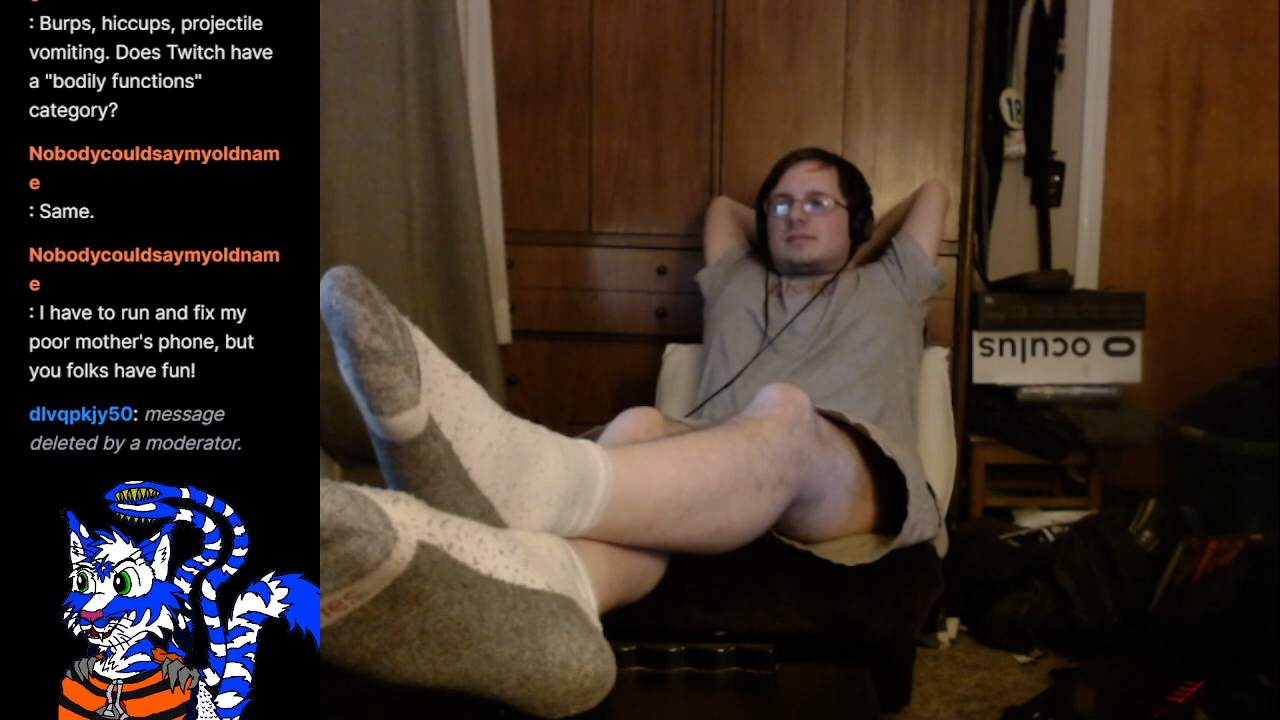 : Burps, hiccups, projectile
vomiting. Does Twitch have
a "bodily functions"
category?
Nobodycouldsaymyoldnam
e
: Same.
Nobodycouldsaymyoldnam
e
: I have to run and fix my
poor mother's phone, but
you folks have fun!
dlvqpkjy50: message
deleted by a moderator.
18
oculus